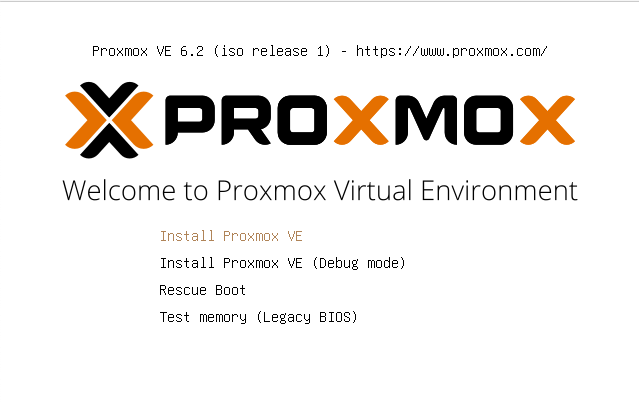 Proxmox VE 6.2 (iso release 1) - https://www.proxmox.com/
PROXMOX
Welcome to Proxmox Virtual Environment
Install Proxmox VE
Install Proxmox VE (Debug mode)
Rescue Boot
Test memory (Legacy BIOS)